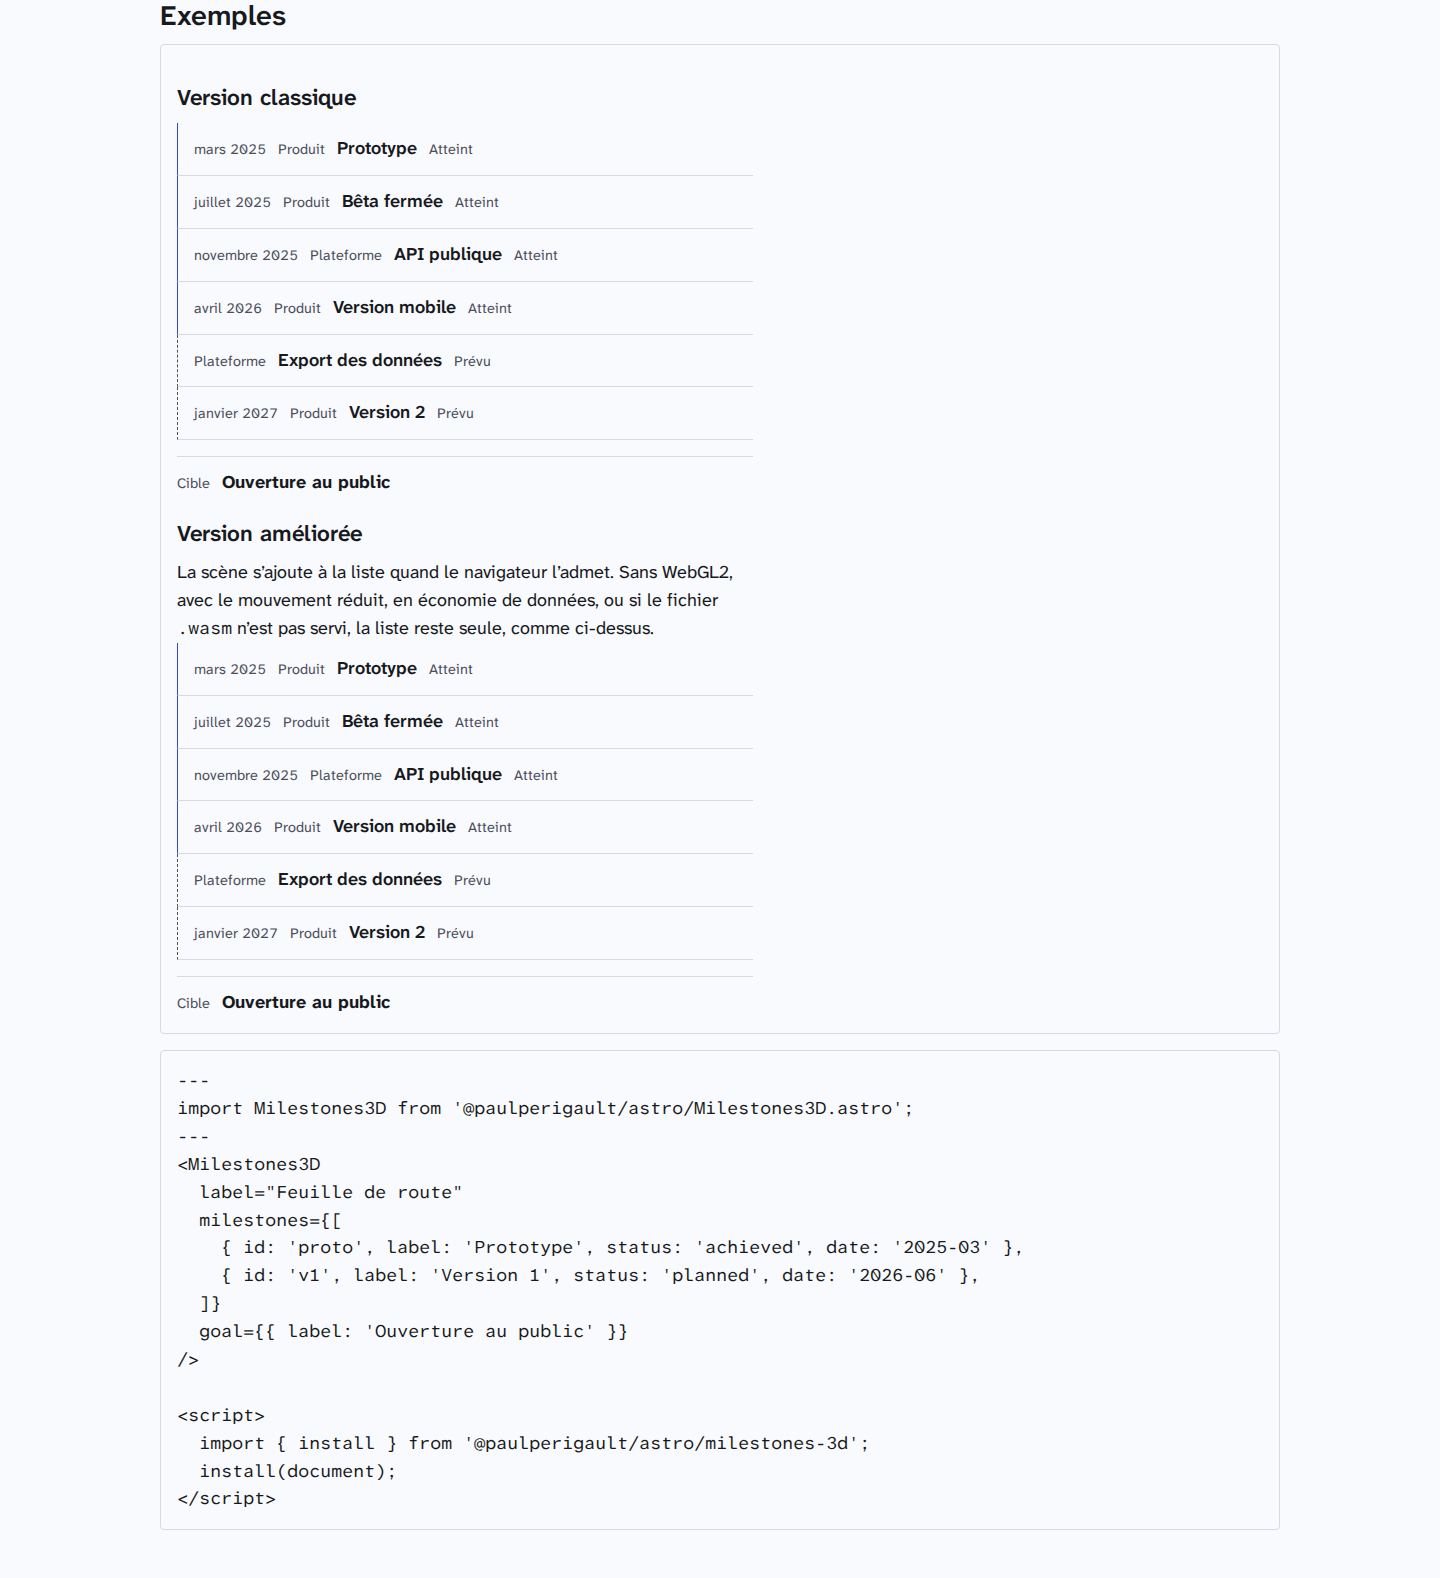 Exemples
Version classique
mars 2025 Produit Prototype Atteint
juillet 2025 Produit Bêta fermée Atteint
novembre 2025 Plateforme API publique Atteint
avril 2026 Produit Version mobile Atteint
Plateforme Export des données Prévu
janvier 2027 Produit Version 2 Prévu
Cible Ouverture au public
Version améliorée
La scène s’ajoute à la liste quand le navigateur l’admet. Sans WebGL2,
avec le mouvement réduit, en économie de données, ou si le fichier
.wasm n’est pas servi, la liste reste seule, comme ci-dessus.
mars 2025 Produit Prototype Atteint
juillet 2025 Produit Bêta fermée Atteint
novembre 2025 Plateforme API publique Atteint
avril 2026 Produit Version mobile Atteint
Plateforme Export des données Prévu
janvier 2027 Produit Version 2 Prévu
Cible Ouverture au public
---
import Milestones3D from '@paulperigault/astro/Milestones3D.astro';
---
<Milestones3D
  label="Feuille de route"
  milestones={[
    { id: 'proto', label: 'Prototype', status: 'achieved', date: '2025-03' },
    { id: 'v1', label: 'Version 1', status: 'planned', date: '2026-06' },
  ]}
  goal={{ label: 'Ouverture au public' }}
/>

<script>
  import { install } from '@paulperigault/astro/milestones-3d';
  install(document);
</script>